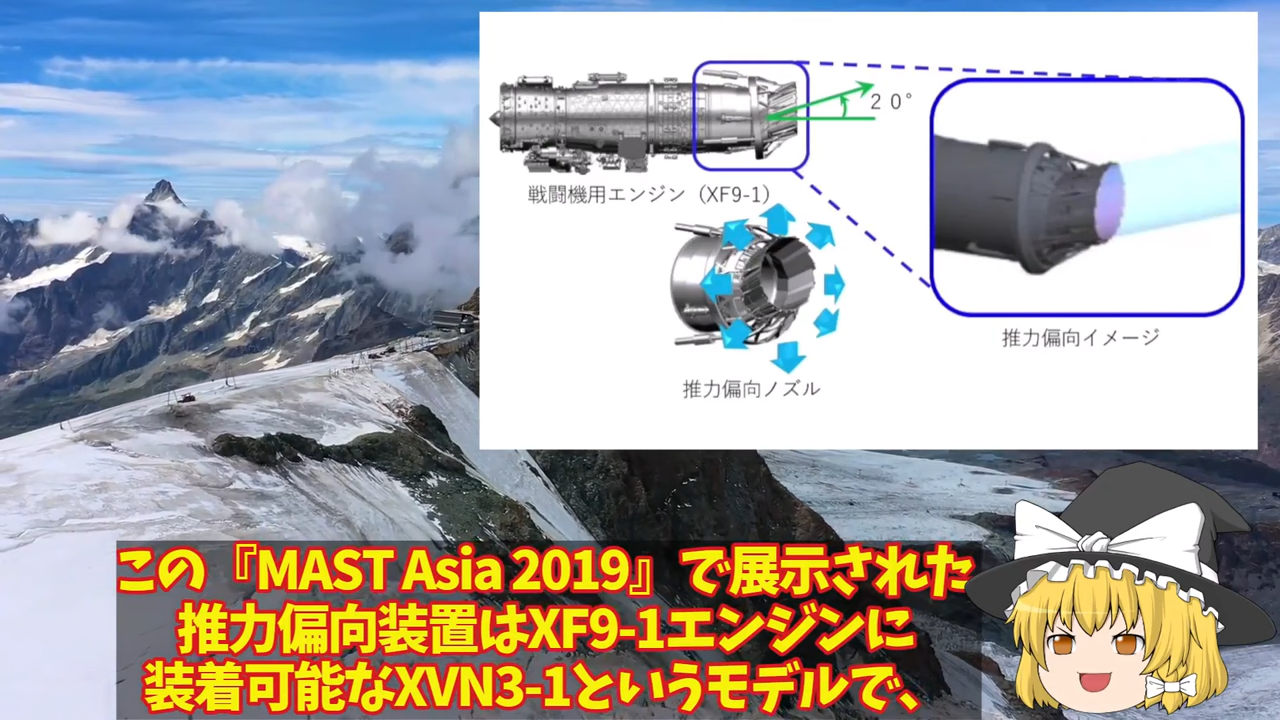 20°
戦闘機用エンジン（XF9-1）
推力偏向ノズル
推力偏向イメージ
この『MAST Asia 2019』で展示された
推力偏向装置はXF9-1エンジンに
装着可能なXVN3-1というモデルで、